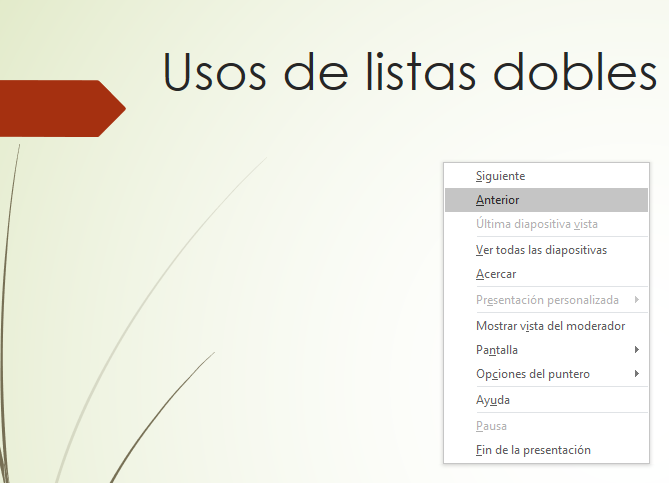 Usos de listas dobles
Siguiente
Anterior
Última diapositiva vista
Ver todas las diapositivas
Acercar
Presentación personalizada
Mostrar vista del moderador
Pantalla
Opciones del puntero
Ayuda
Pausa
Fin de la presentación